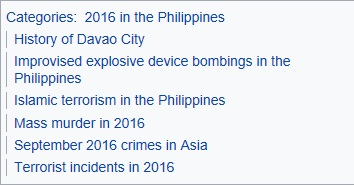 Categories: 2016 in the Philippines
History of Davao City
Improvised explosive device bombings in the
Philippines
Islamic terrorism in the Philippines
Mass murder in 2016
September 2016 crimes in Asia
Terrorist incidents in 2016